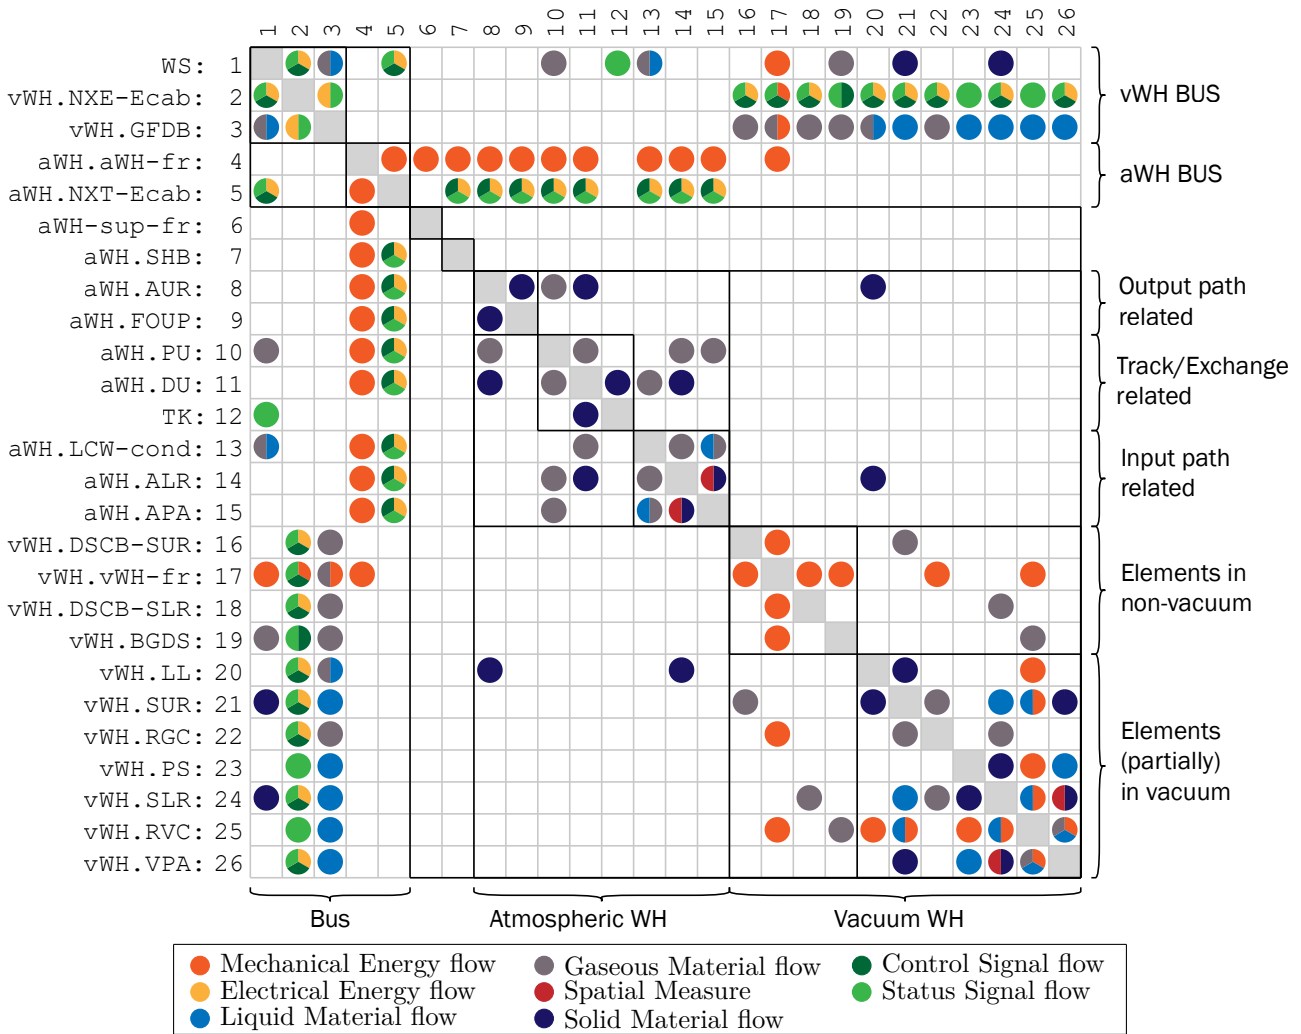 1 2 3 4 5 6 7 8 9 10 11 12 13 14 15 16 17 18 19 20 21 22 23 24 25 26
WS: 1
vWH.NXE-Ecab: 2
vWH.GFDB: 3
aWH.aWH-fr: 4
aWH.NXT-Ecab: 5
aWH-sup-fr: 6
aWH.SHB: 7
aWH.AUR: 8
aWH.FOUP: 9
aWH.PU: 10
aWH.DU: 11
TK: 12
aWH.LCW-cond: 13
aWH.ALR: 14
aWH.APA: 15
vWH.DSCB-SUR: 16
vWH.vWH-fr: 17
vWH.DSCB-SLR: 18
vWH.BGDS: 19
vWH.LL: 20
vWH.SUR: 21
vWH.RGC: 22
vWH.PS: 23
vWH.SLR: 24
vWH.RVC: 25
vWH.VPA: 26
vWH BUS
aWH BUS
Output path
related
Track/Exchange
related
Input path
related
Elements in
non-vacuum
Elements
(partially)
in vacuum
Bus
Atmospheric WH
Vacuum WH
Mechanical Energy flow
Electrical Energy flow
Liquid Material flow
Gaseous Material flow
Spatial Measure
Solid Material flow
Control Signal flow
Status Signal flow